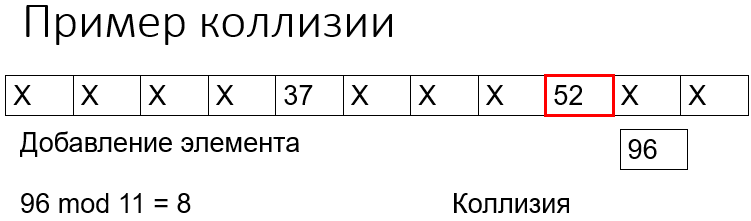 Пример коллизии
X X X X 37 X X X 52 X X
Добавление элемента 96
96 mod 11 = 8 Коллизия